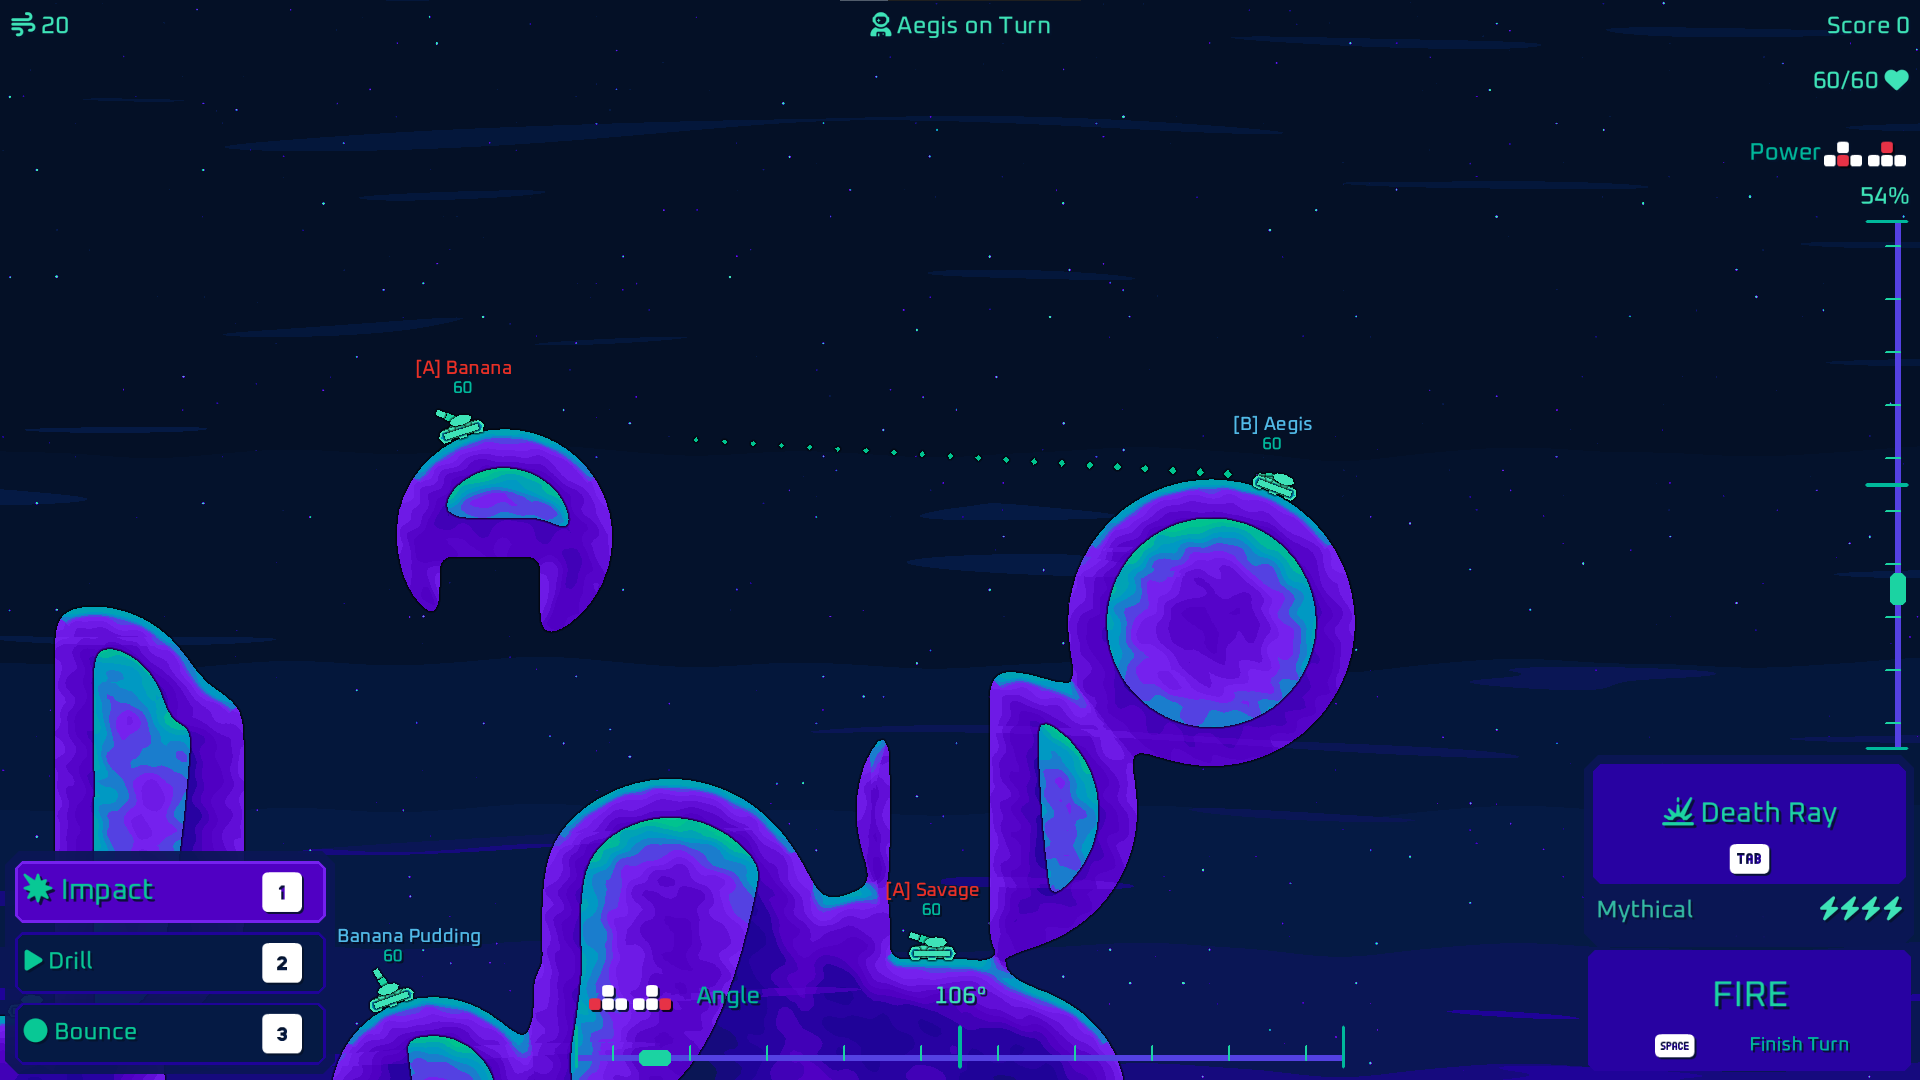 20
Aegis on Turn
Score 0
60/60
Power
54%
[A] Banana
60
[B] Aegis
60
Death Ray
TAB
Mythical
FIRE
SPACE Finish Turn
Impact 1
Drill 2
Bounce 3
Banana Pudding
60
[A] Savage
60
Angle 106°